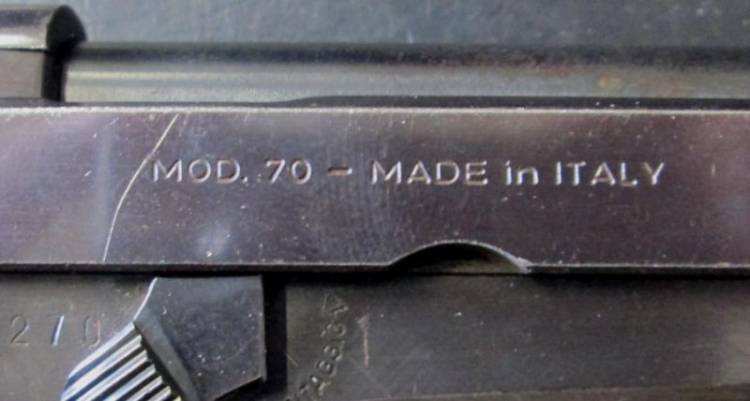 MOD. 70 - MADE in ITALY
270